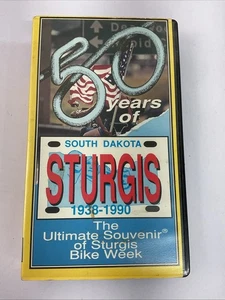 50
years
of
SOUTH DAKOTA
STURGIS
1938-1990
The
Ultimate Souvenir®
of Sturgis
Bike Week